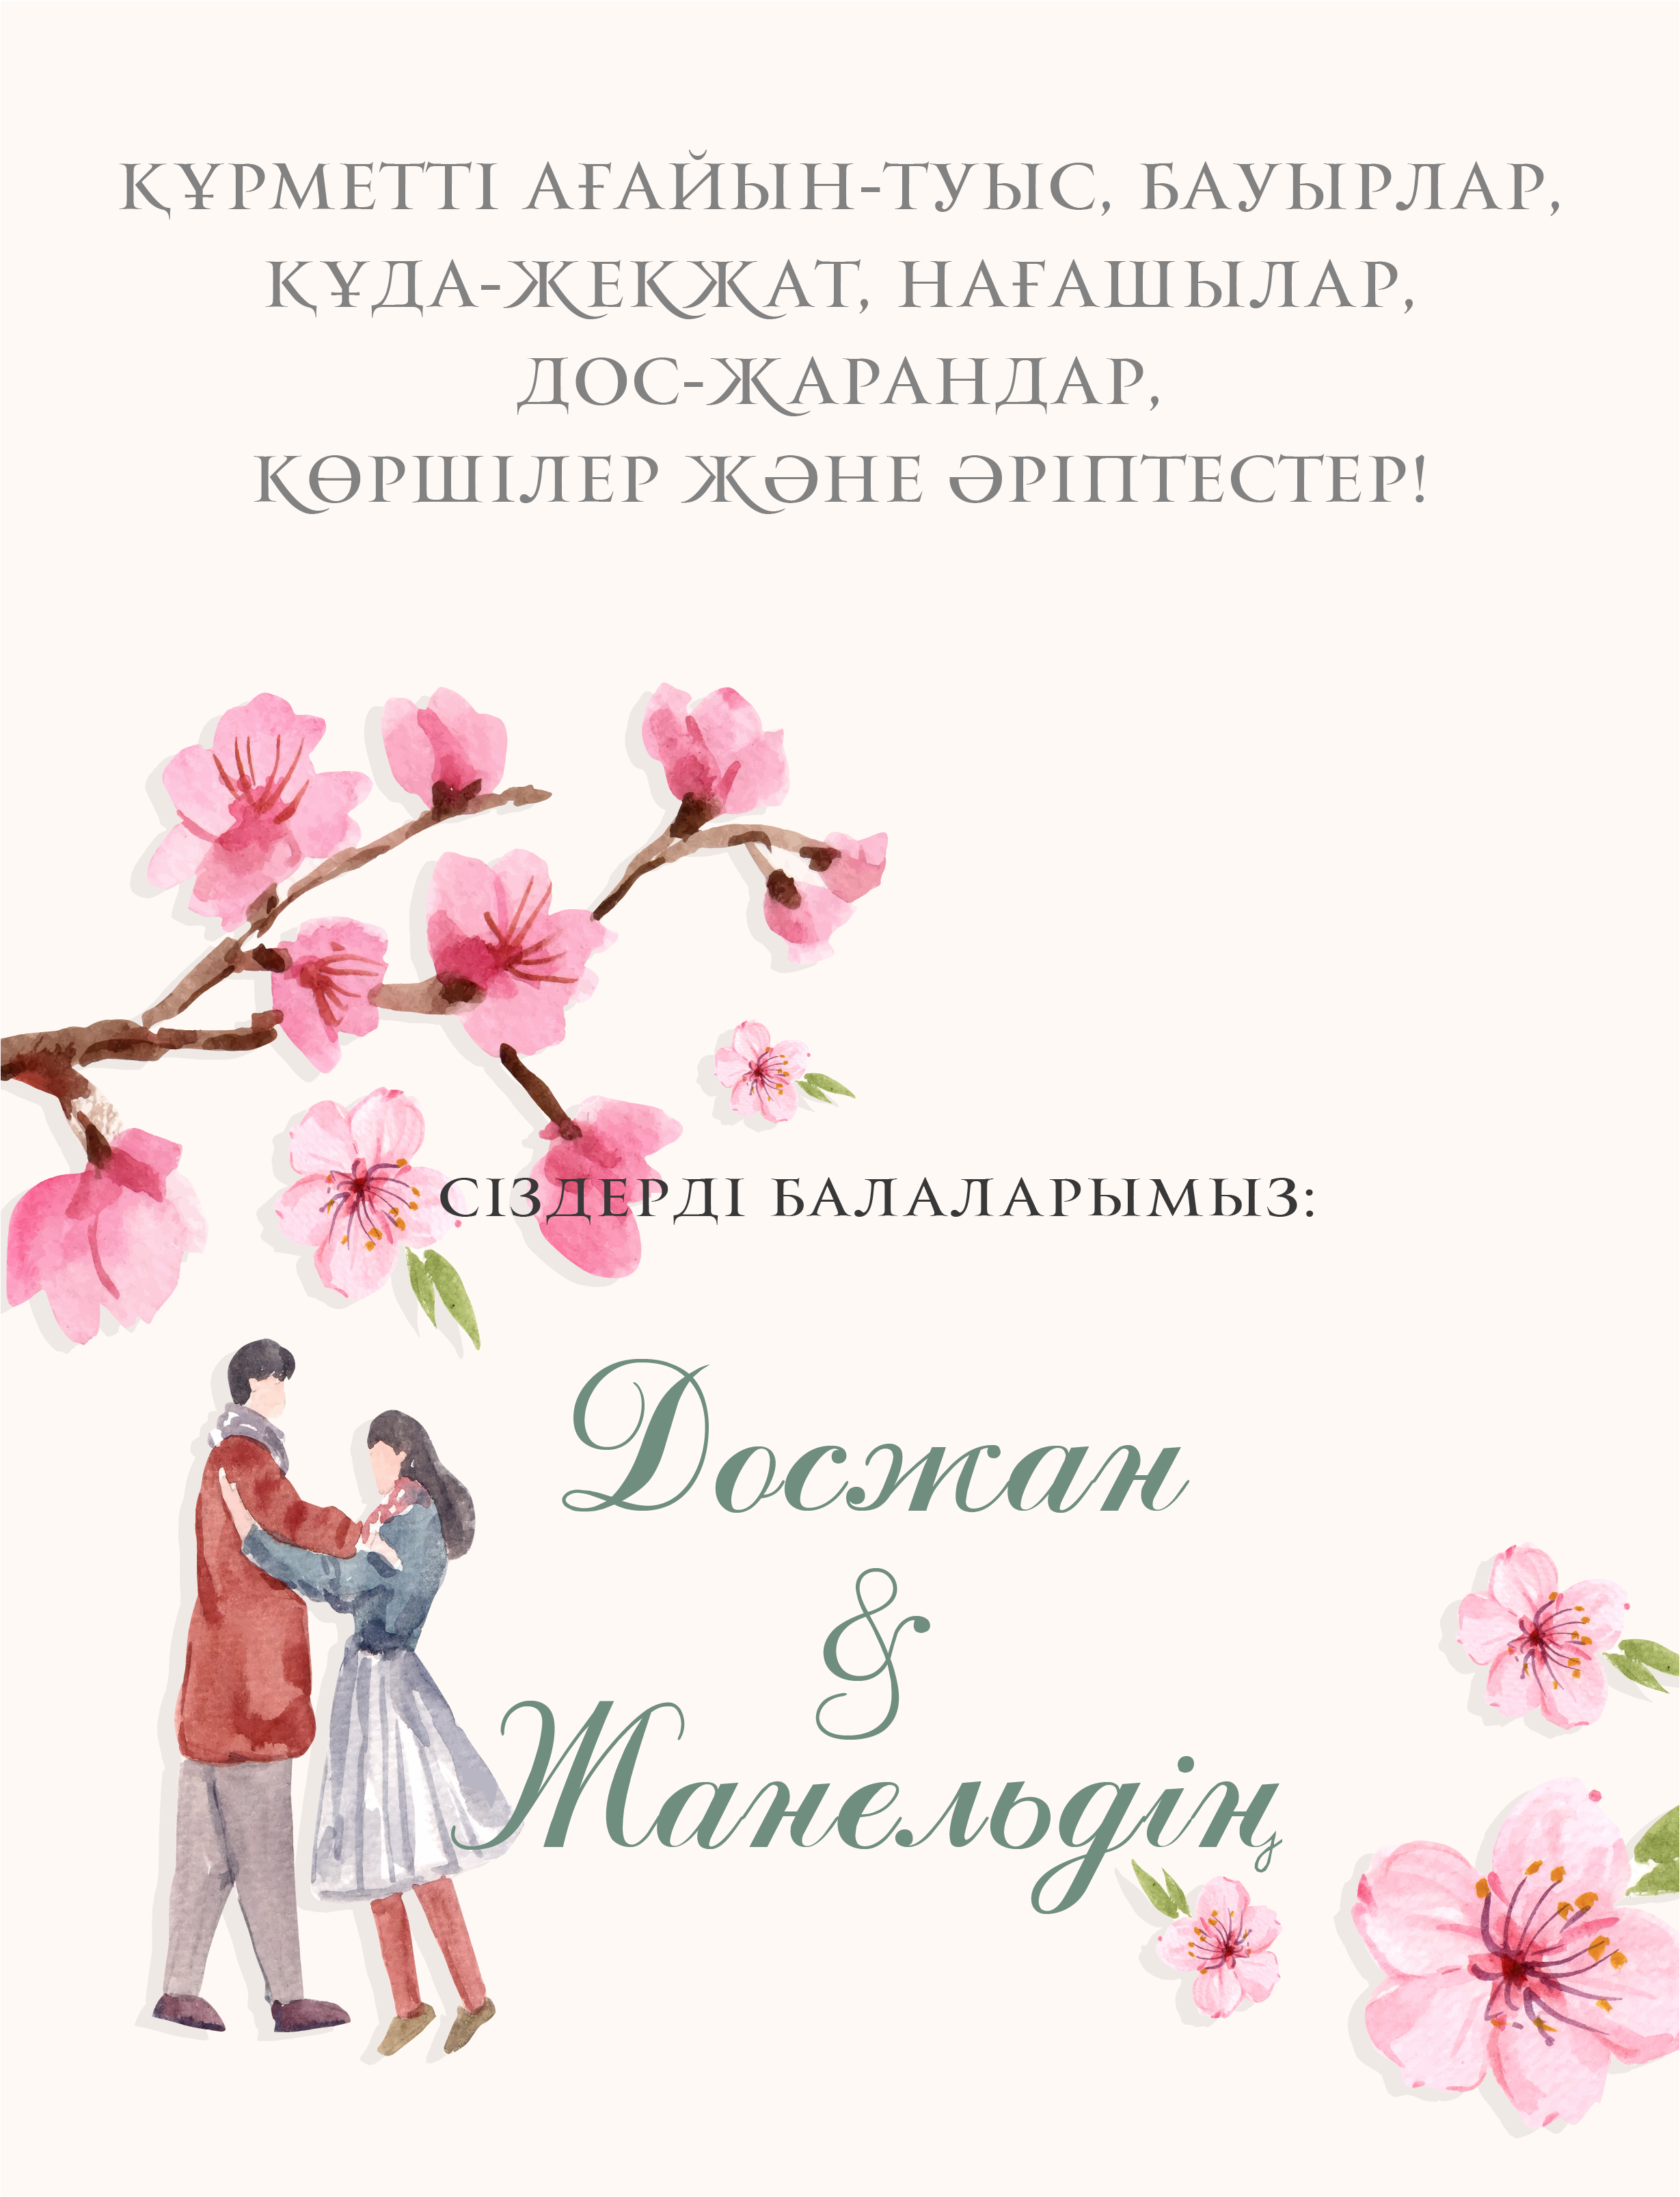 ҚҰРМЕТТІ АҒАЙЫН-ТУЫС, БАУЫРЛАР,
ҚҰДА-ЖЕКЖАТ, НАҒАШЫЛАР,
ДОС-ЖАРАНДАР,
КӨРШІЛЕР ЖӘНЕ ӘРІПТЕСТЕР!
СІЗДЕРДІ БАЛАЛАРЫМЫЗ:
Досжан
&
Жанельдің